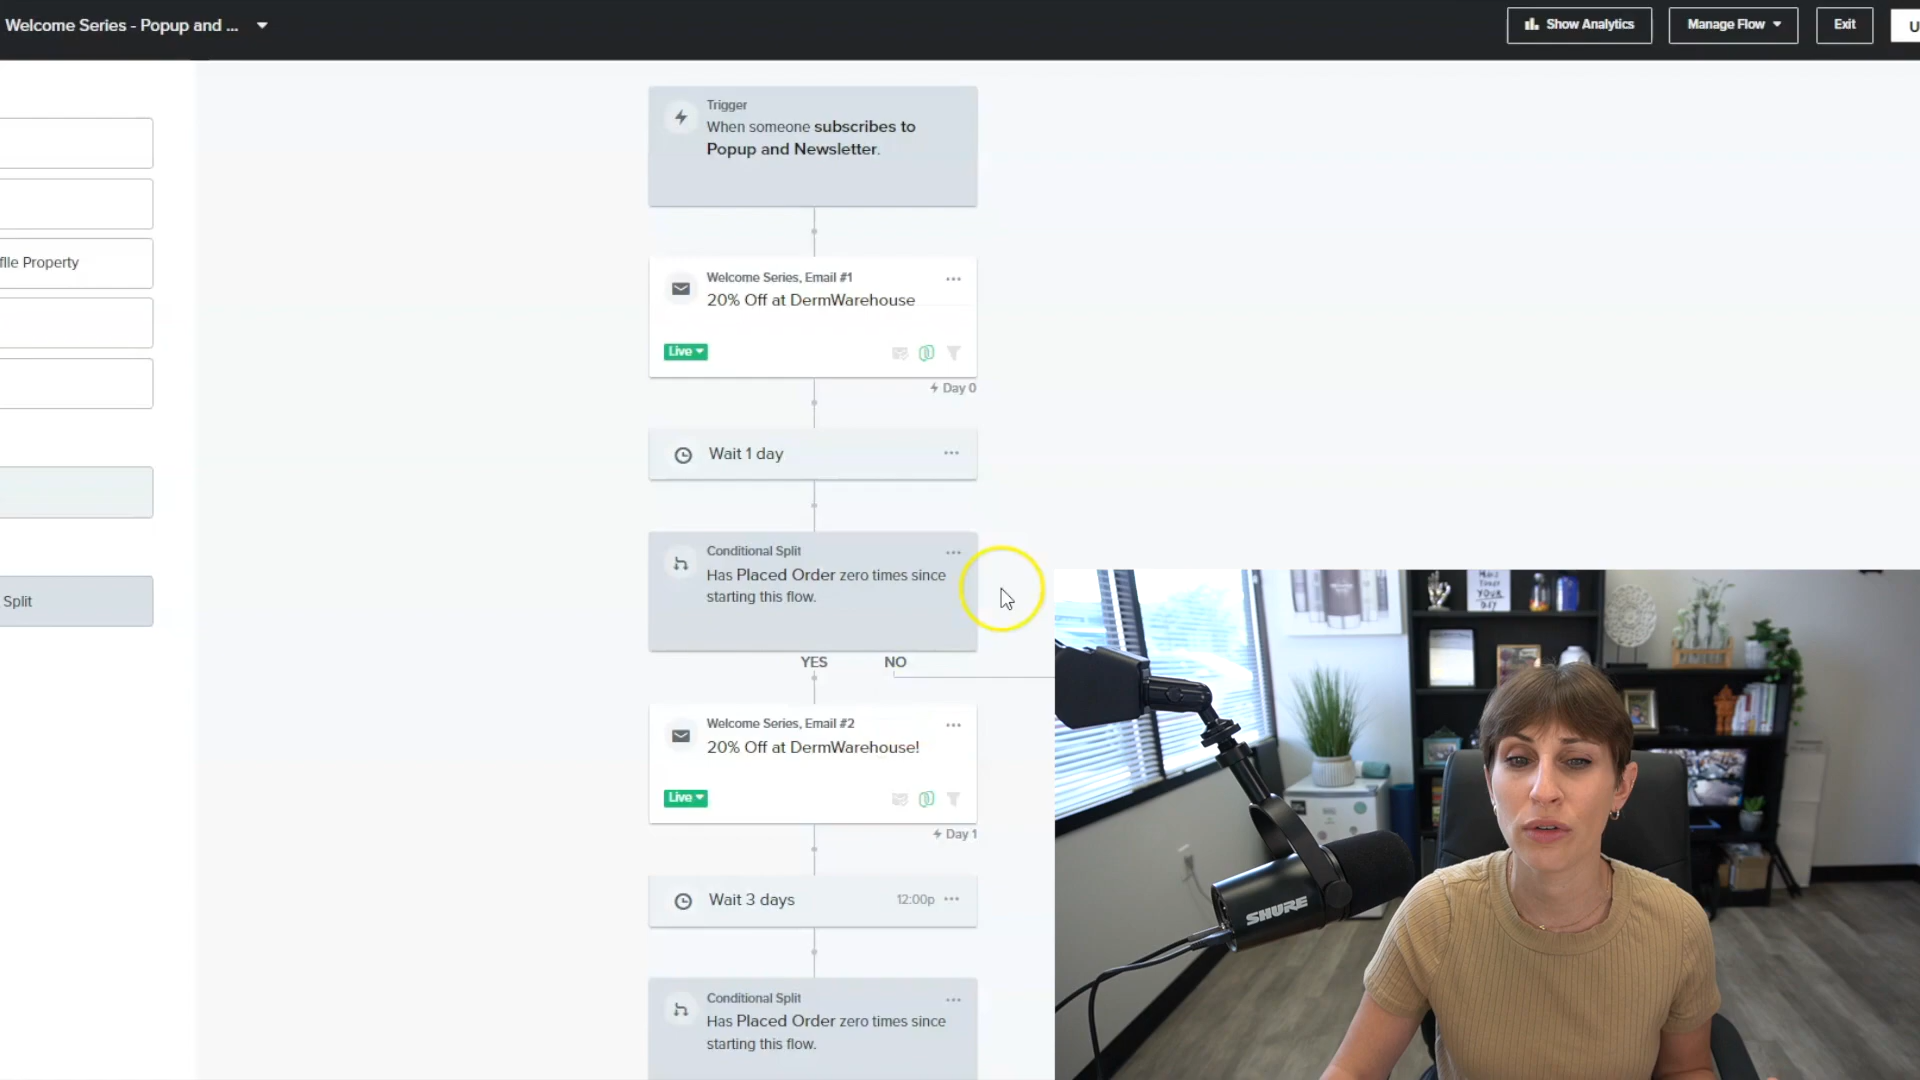 Welcome Series - Popup and ...
Show Analytics
Manage Flow
Exit
U
Trigger
When someone subscribes to
Popup and Newsletter.
Welcome Series, Email #1
20% Off at DermWarehouse
Live
Day 0
file Property
Wait 1 day
Conditional Split
Has Placed Order zero times since
starting this flow.
Split
YES
NO
Welcome Series, Email #2
20% Off at DermWarehouse!
Live
Day 1
Wait 3 days
12:00p
Conditional Split
Has Placed Order zero times since
starting this flow.
SHURE